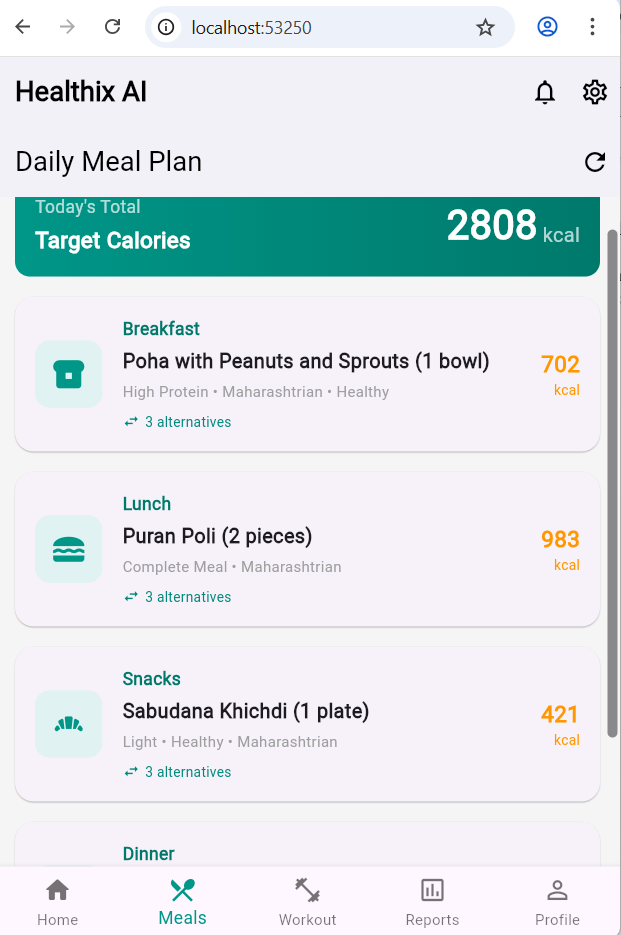 localhost:53250
Healthix AI
Daily Meal Plan
Today's Total
Target Calories
2808 kcal
Breakfast
Poha with Peanuts and Sprouts (1 bowl)
702
High Protein • Maharashtrian • Healthy
kcal
3 alternatives
Lunch
Puran Poli (2 pieces)
983
Complete Meal • Maharashtrian
kcal
3 alternatives
Snacks
Sabudana Khichdi (1 plate)
421
Light • Healthy • Maharashtrian
kcal
3 alternatives
Dinner
Home
Meals
Workout
Reports
Profile